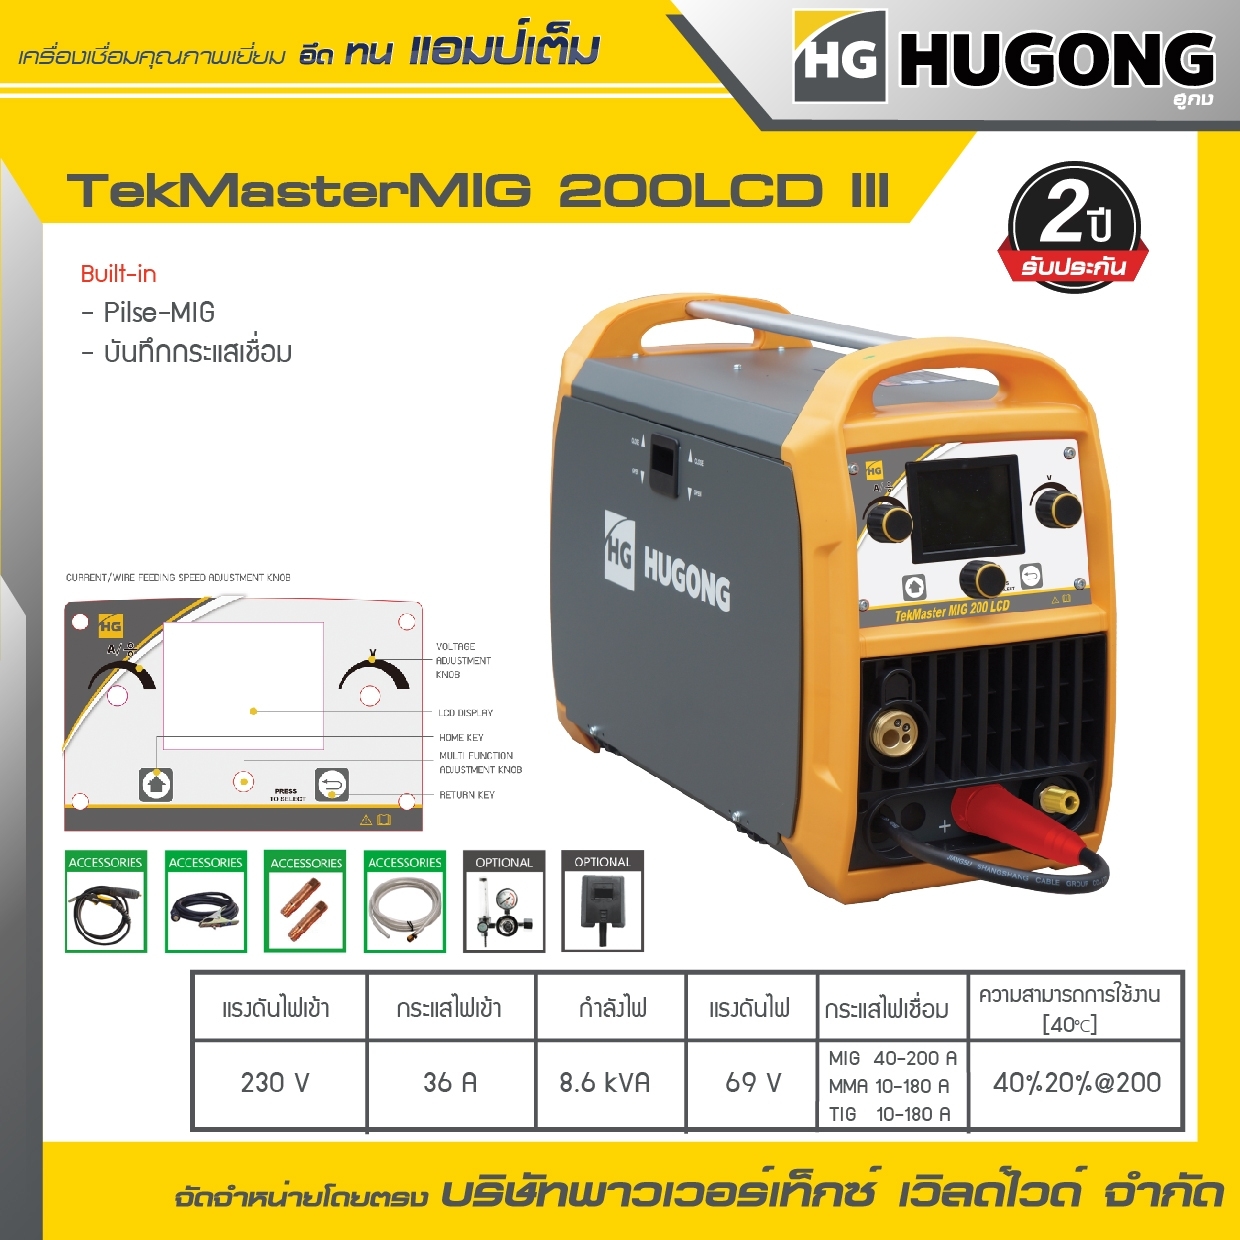 เครื่องเชื่อมคุณภาพเยี่ยม อึด ทน แอมป์เต็ม
HG HUGONG
ฮูกง
TekMasterMIG 200LCD III
2 ปี
รับประกัน
Built-in
- Pilse-MIG
- บันทึกกระแสเชื่อม
CLOSE
OPEN
CLOSE
OPEN
HG HUGONG
HG
A/
V
TekMaster MIG 200 LCD
+
JIANGSU SHANGSHANG CABLE GROUP CO.,
CURRENT/WIRE FEEDING SPEED ADJUSTMENT KNOB
HG
A/
V
VOLTAGE
ADJUSTMENT
KNOB
LCD DISPLAY
HOME KEY
MULTI FUNCTION
ADJUSTMENT KNOB
PRESS
TO SELECT
RETURN KEY
ACCESSORIES
ACCESSORIES
ACCESSORIES
ACCESSORIES
OPTIONAL
OPTIONAL
แรงดันไฟเข้า กระแสไฟเข้า กำลังไฟ แรงดันไฟ กระแสไฟเชื่อม ความสามารถการใช้งาน
[40°C]
230 V 36 A 8.6 kVA 69 V MIG 40-200 A 40%20%@200
MMA 10-180 A
TIG 10-180 A
จัดจำหน่ายโดยตรง บริษัทพาวเวอร์เท็กซ์ เวิลด์ไวด์ จำกัด